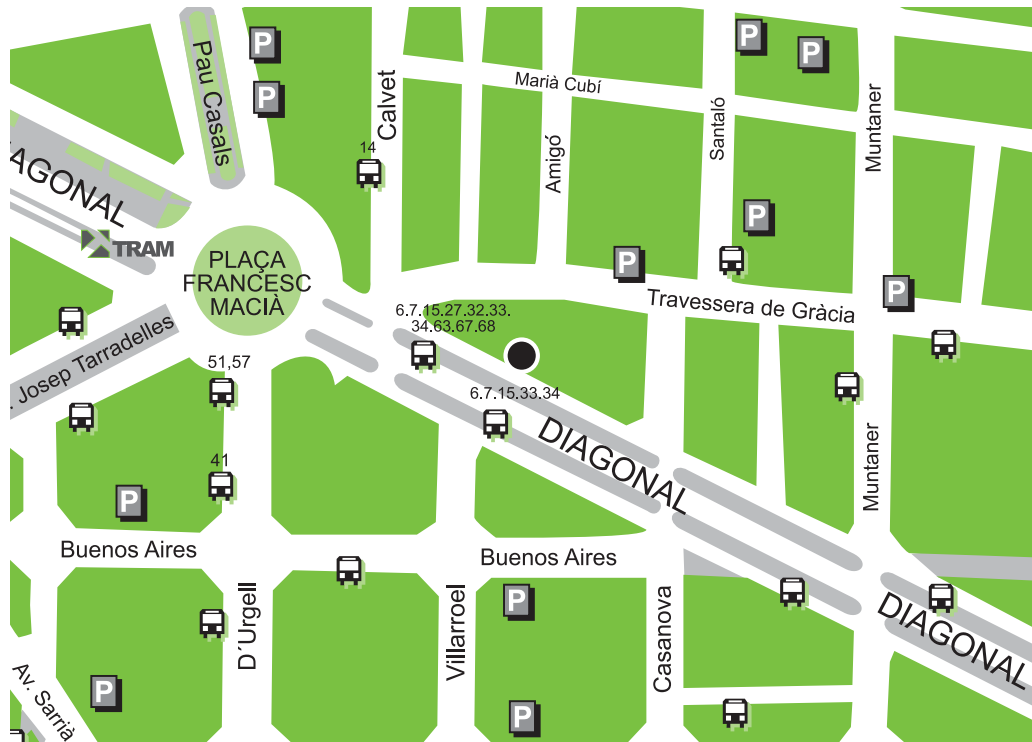 P
P
Pau Casals
Calvet
Marià Cubí
P
P
Muntaner
Santaló
Amigó
14
IAGONAL
TRAM
PLAÇA
FRANCESC
MACIÀ
P
P
P
Travessera de Gràcia
6.7.15.27.32.33.
34.63.67.68
. Josep Tarradelles
51,57
6.7.15.33.34
DIAGONAL
Muntaner
41
P
Buenos Aires
Buenos Aires
P
D´Urgell
Villarroel
Casanova
DIAGONAL
P
Av. Sarrià
P